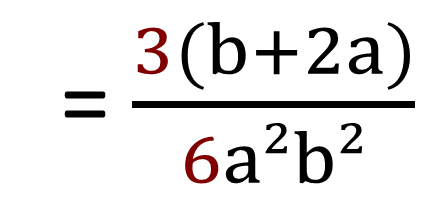 = 3(b+2a)
6a²b²